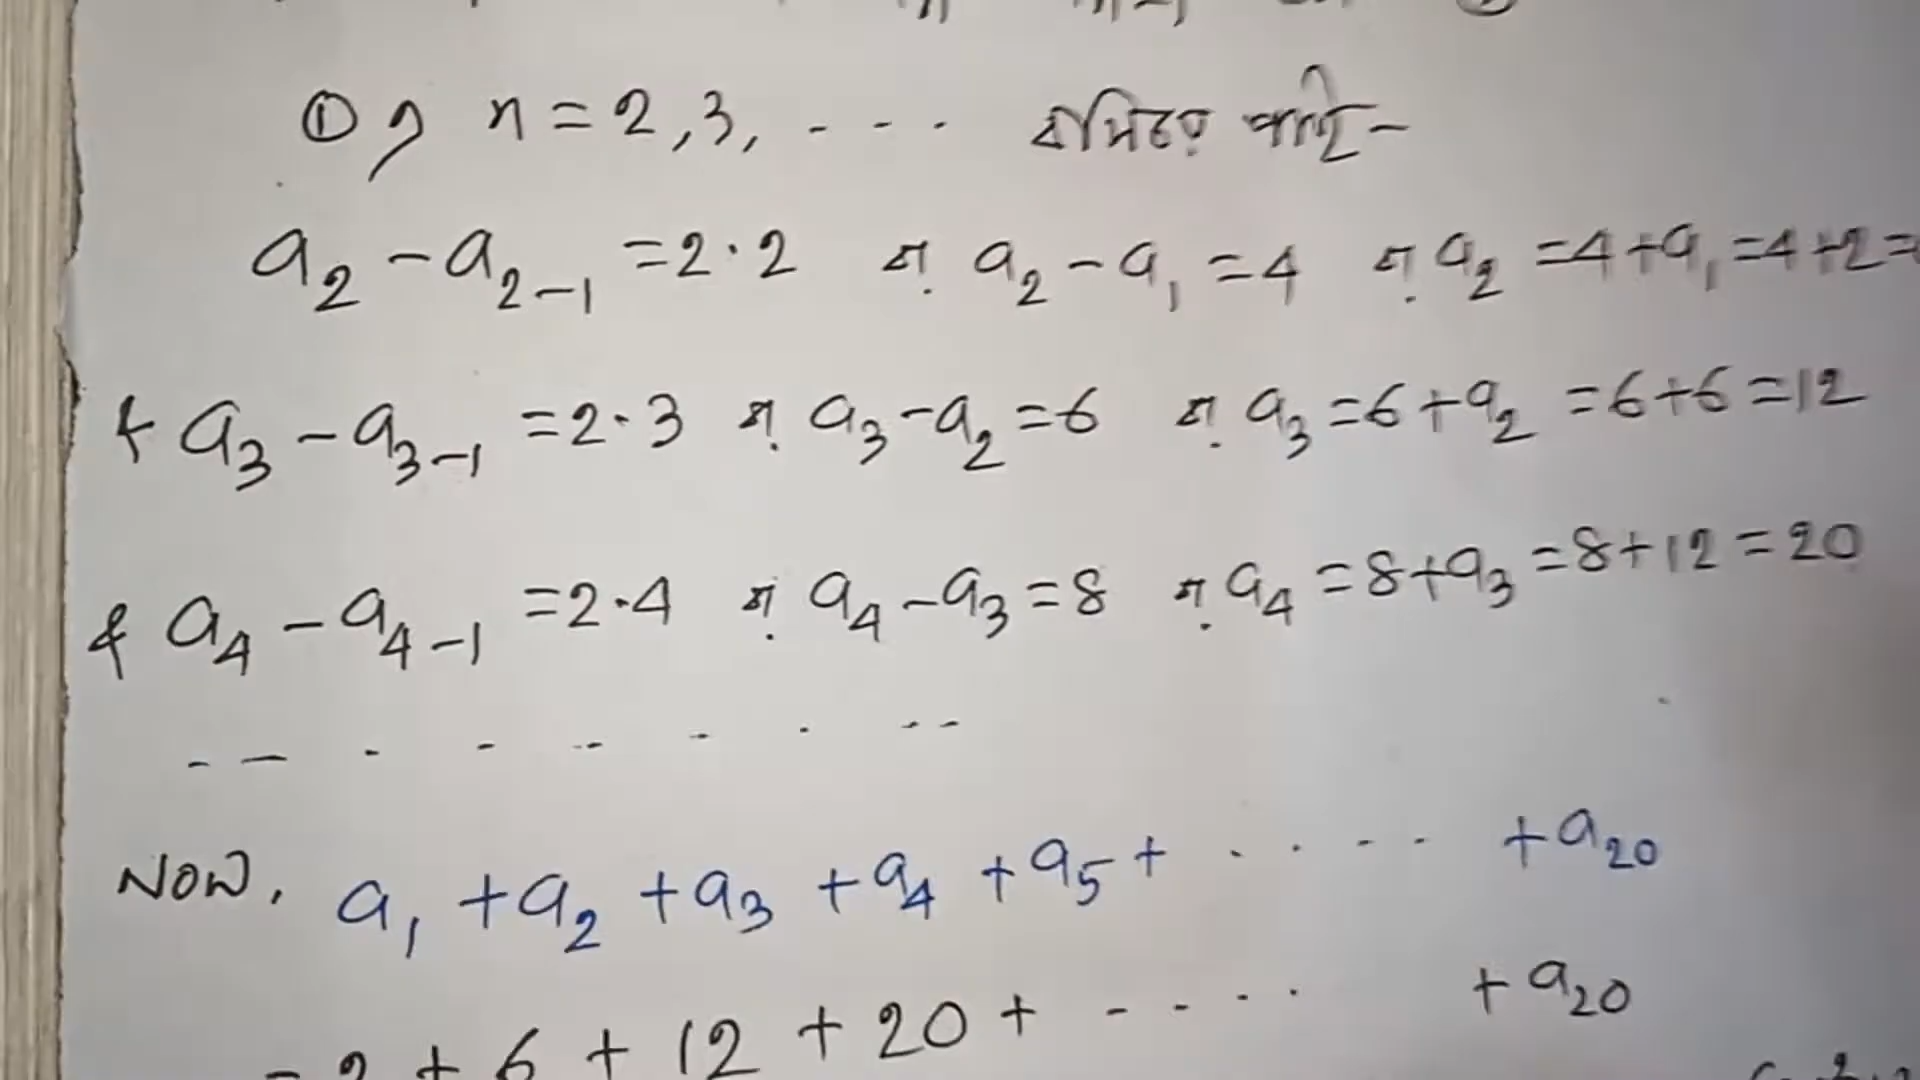 ① এ n = 2, 3, - - - বসিয়ে পাই -
a₂ - a₂₋₁ = 2·2 বা, a₂ - a₁ = 4 বা, a₂ = 4 + a₁ = 4 + 2 =
& a₃ - a₃₋₁ = 2·3 বা, a₃ - a₂ = 6 বা, a₃ = 6 + a₂ = 6 + 6 = 12
& a₄ - a₄₋₁ = 2·4 বা, a₄ - a₃ = 8 বা, a₄ = 8 + a₃ = 8 + 12 = 20
- - - - - - - - -
Now, a₁ + a₂ + a₃ + a₄ + a₅ + - - - - + a₂₀
= 2 + 6 + 12 + 20 + - - - - + a₂₀